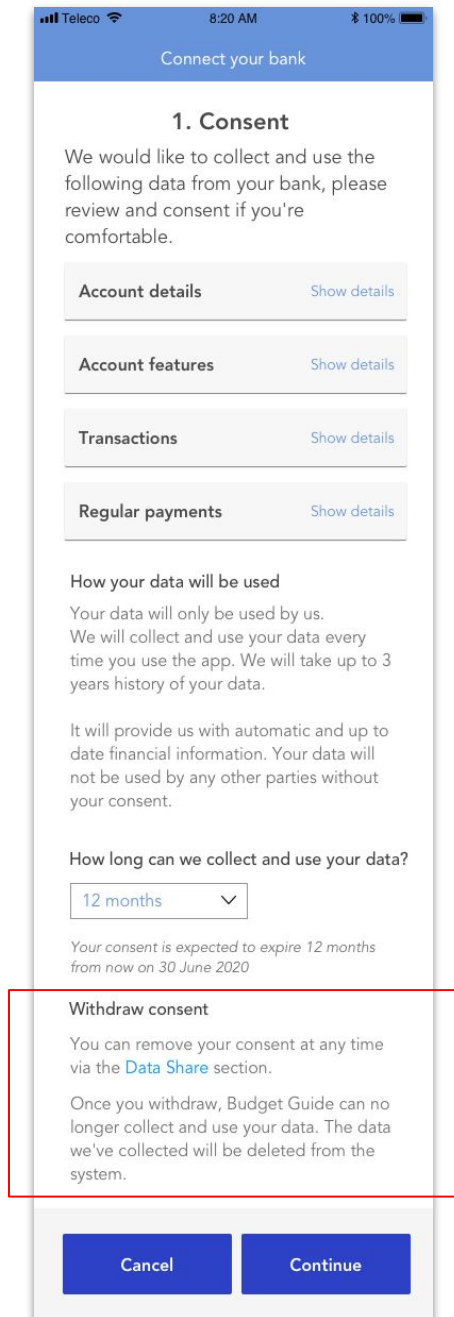 Teleco 8:20 AM 100%
Connect your bank
1. Consent
We would like to collect and use the
following data from your bank, please
review and consent if you're
comfortable.
Account details Show details
Account features Show details
Transactions Show details
Regular payments Show details
How your data will be used
Your data will only be used by us.
We will collect and use your data every
time you use the app. We will take up to 3
years history of your data.
It will provide us with automatic and up to
date financial information. Your data will
not be used by any other parties without
your consent.
How long can we collect and use your data?
12 months
Your consent is expected to expire 12 months
from now on 30 June 2020
Withdraw consent
You can remove your consent at any time
via the Data Share section.
Once you withdraw, Budget Guide can no
longer collect and use your data. The data
we've collected will be deleted from the
system.
Cancel Continue